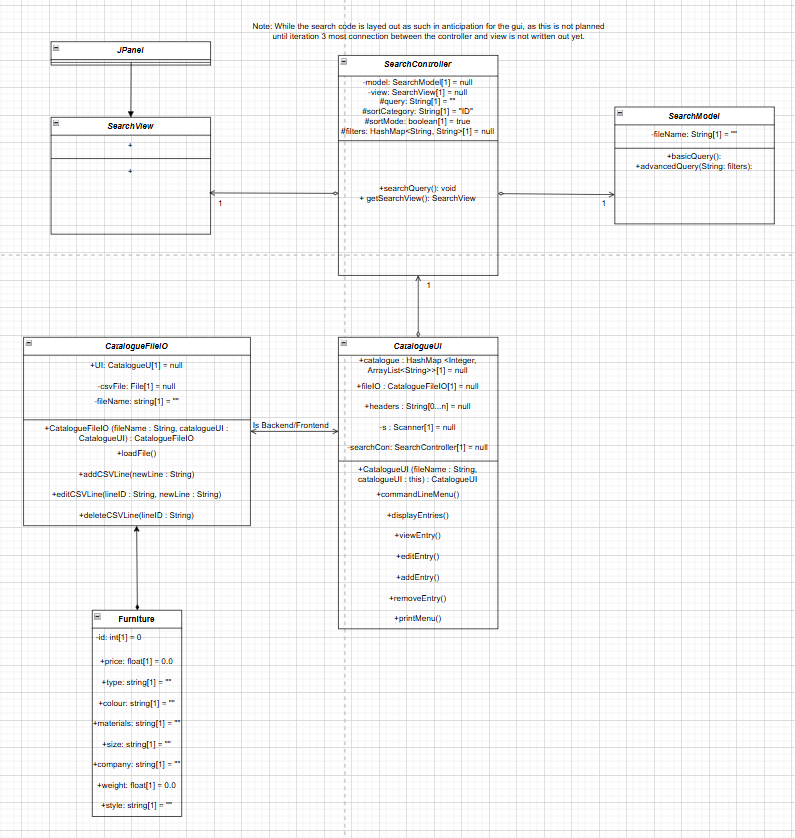 Note: While the search code is layed out as such in anticipation for the gui, as this is not planned
until iteration 3 most connection between the controller and view is not written out yet.
JPanel
SearchView
+
+
SearchController
-model: SearchModel[1] = null
-view: SearchView[1] = null
#query: String[1] = ""
#sortCategory: String[1] = "ID"
#sortMode: boolean[1] = true
#filters: HashMap<String, String>[1] = null
+searchQuery(): void
+ getSearchView(): SearchView
SearchModel
-fileName: String[1] = ""
+basicQuery():
+advancedQuery(String: filters):
1
1
1
CatalogueFileIO
+UI: CatalogueU[1] = null
-csvFile: File[1] = null
-fileName: string[1] = ""
+CatalogueFileIO (fileName : String, catalogueUI :
CatalogueUI) : CatalogueFileIO
+loadFile()
+addCSVLine(newLine : String)
+editCSVLine(lineID : String, newLine : String)
+deleteCSVLine(lineID : String)
Is Backend/Frontend
CatalogueUI
+catalogue : HashMap <Integer,
ArrayList<String>>[1] = null
+fileIO : CatalogueFileIO[1] = null
+headers : String[0...n] = null
-s : Scanner[1] = null
-searchCon: SearchController[1] = null
+CatalogueUI (fileName : String,
catalogueUI : this) : CatalogueUI
+commandLineMenu()
+displayEntries()
+viewEntry()
+editEntry()
+addEntry()
+removeEntry()
+printMenu()
Furniture
-id: int[1] = 0
+price: float[1] = 0.0
+type: string[1] = ""
+colour: string[1] = ""
+materials: string[1] = ""
+size: string[1] = ""
+company: string[1] = ""
+weight: float[1] = 0.0
+style: string[1] = ""